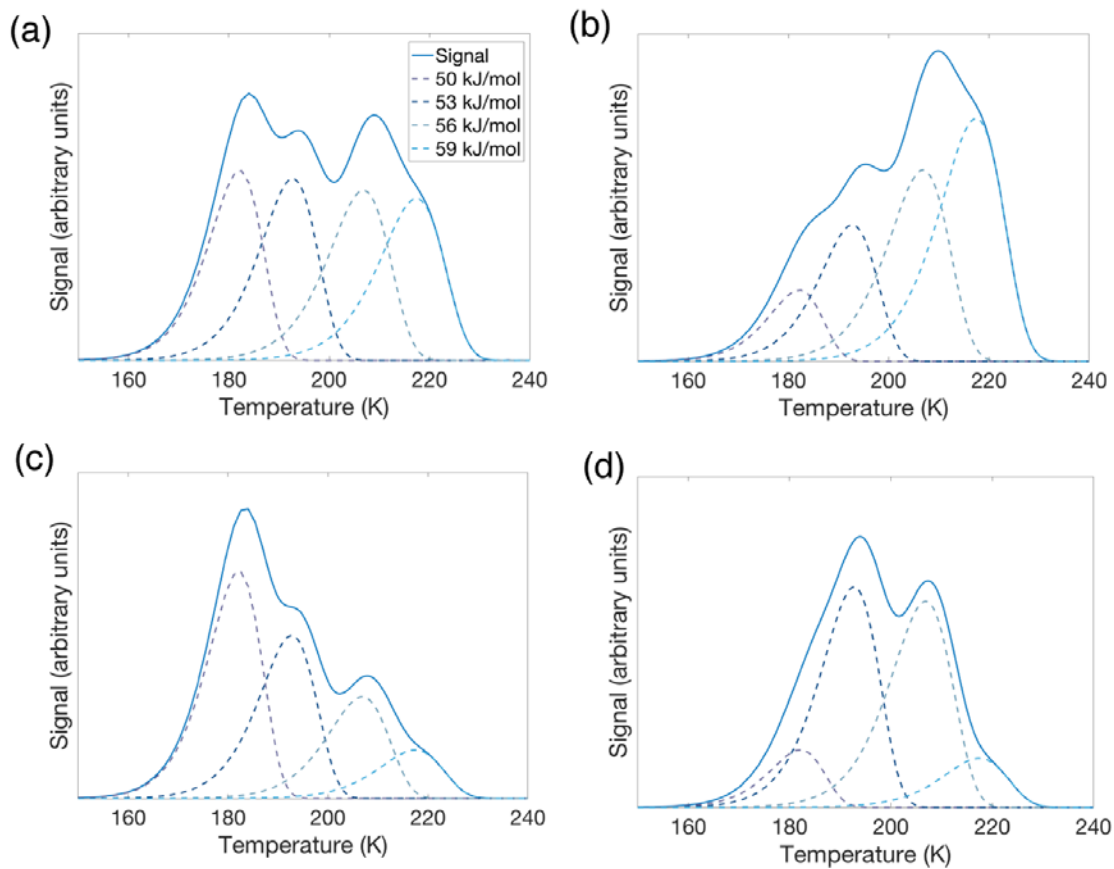 (a)
Signal
50 kJ/mol
53 kJ/mol
56 kJ/mol
59 kJ/mol
Signal (arbitrary units)
160 180 200 220 240
Temperature (K)
(b)
Signal (arbitrary units)
160 180 200 220 240
Temperature (K)
(c)
Signal (arbitrary units)
160 180 200 220 240
Temperature (K)
(d)
Signal (arbitrary units)
160 180 200 220 240
Temperature (K)